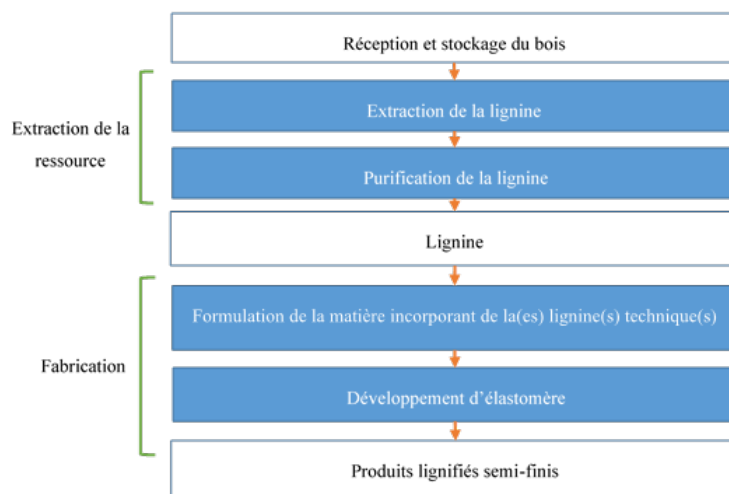 Réception et stockage du bois
Extraction de la
ressource
Extraction de la lignine
Purification de la lignine
Lignine
Fabrication
Formulation de la matière incorporant de la(es) lignine(s) technique(s)
Développement d'élastomère
Produits lignifiés semi-finis